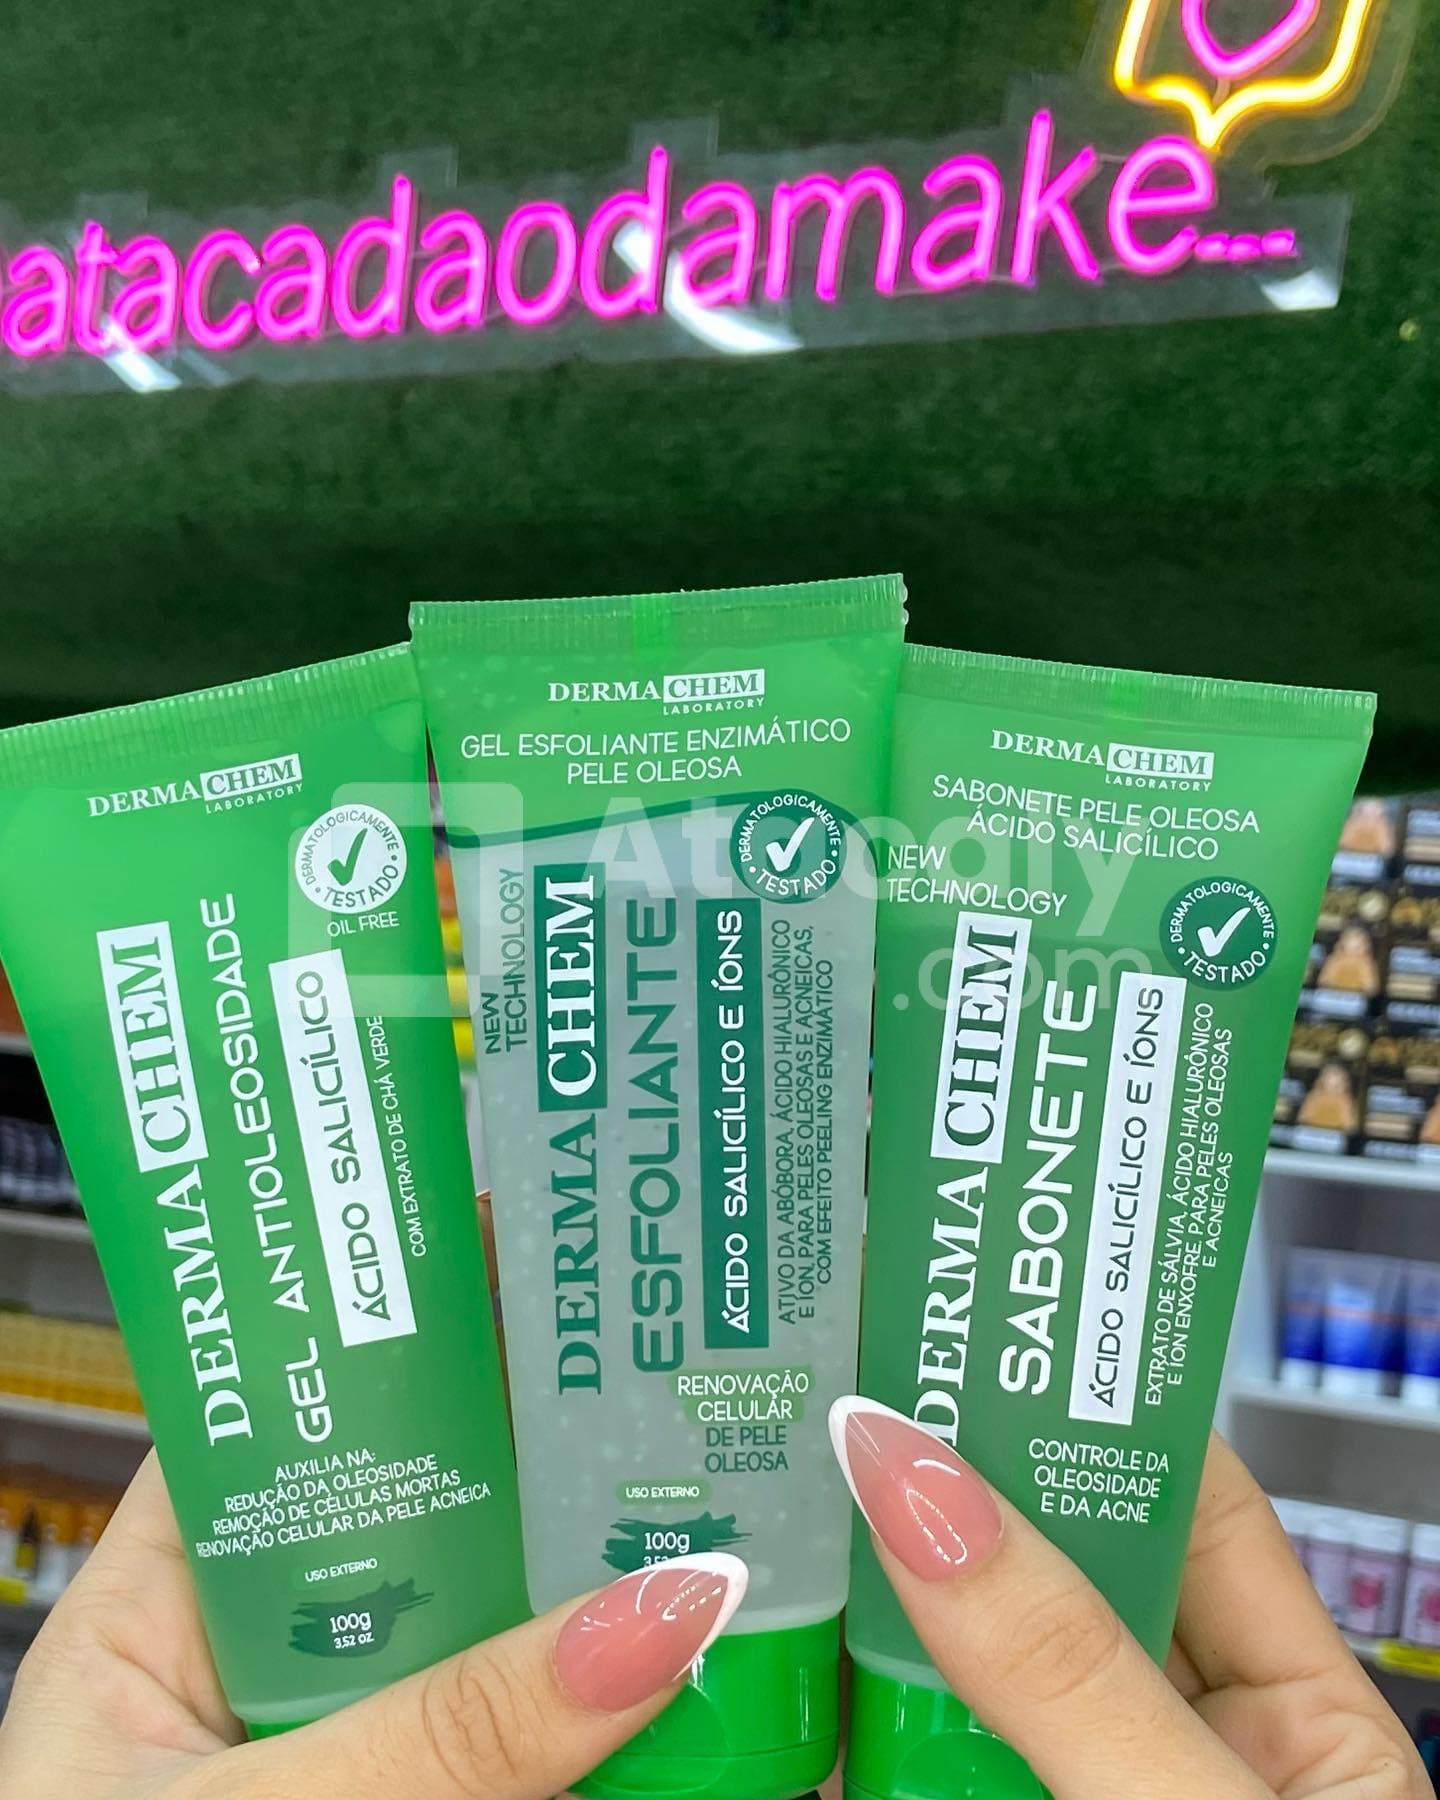 atacadaodamake...
DERMA CHEM
LABORATORY
DERMATOLOGICAMENTE
TESTADO
OIL FREE
DERMA CHEM
GEL ANTIOLEOSIDADE
ÁCIDO SALICÍLICO
COM EXTRATO DE CHÁ VERDE
AUXILIA NA:
REDUÇÃO DA OLEOSIDADE
REMOÇÃO DE CÉLULAS MORTAS
RENOVAÇÃO CELULAR DA PELE ACNEICA
USO EXTERNO
100g
3,52 OZ
DERMA CHEM
LABORATORY
GEL ESFOLIANTE ENZIMÁTICO
PELE OLEOSA
DERMATOLOGICAMENTE
TESTADO
NEW
TECHNOLOGY
DERMA CHEM
ESFOLIANTE
ÁCIDO SALICÍLICO E ÍONS
ATIVO DA ABÓBORA, ÁCIDO HIALURÔNICO
E ÍON, PARA PELES OLEOSAS E ACNEICAS,
COM EFEITO PEELING ENZIMÁTICO
RENOVAÇÃO
CELULAR
DE PELE
OLEOSA
USO EXTERNO
100g
DERMA CHEM
LABORATORY
SABONETE PELE OLEOSA
ÁCIDO SALICÍLICO
NEW
TECHNOLOGY
DERMATOLOGICAMENTE
TESTADO
DERMA CHEM
SABONETE
ÁCIDO SALICÍLICO E ÍONS
EXTRATO DE SÁLVIA, ÁCIDO HIALURÔNICO
E ÍON ENXOFRE, PARA PELES OLEOSAS
E ACNEICAS
CONTROLE DA
OLEOSIDADE
E DA ACNE
Atacaly
.com